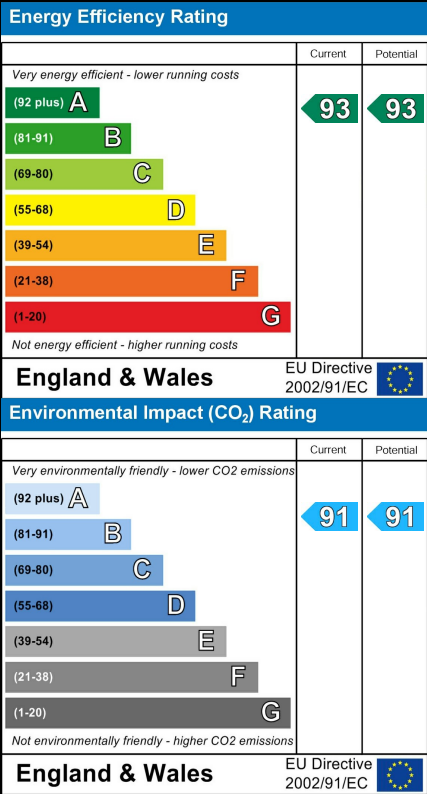 Energy Efficiency Rating
Current Potential
Very energy efficient - lower running costs
(92 plus) A
93 93
(81-91) B
(69-80) C
(55-68) D
(39-54) E
(21-38) F
(1-20) G
Not energy efficient - higher running costs
England & Wales
EU Directive
2002/91/EC
Environmental Impact (CO₂) Rating
Current Potential
Very environmentally friendly - lower CO2 emissions
(92 plus) A
91 91
(81-91) B
(69-80) C
(55-68) D
(39-54) E
(21-38) F
(1-20) G
Not environmentally friendly - higher CO2 emissions
England & Wales
EU Directive
2002/91/EC